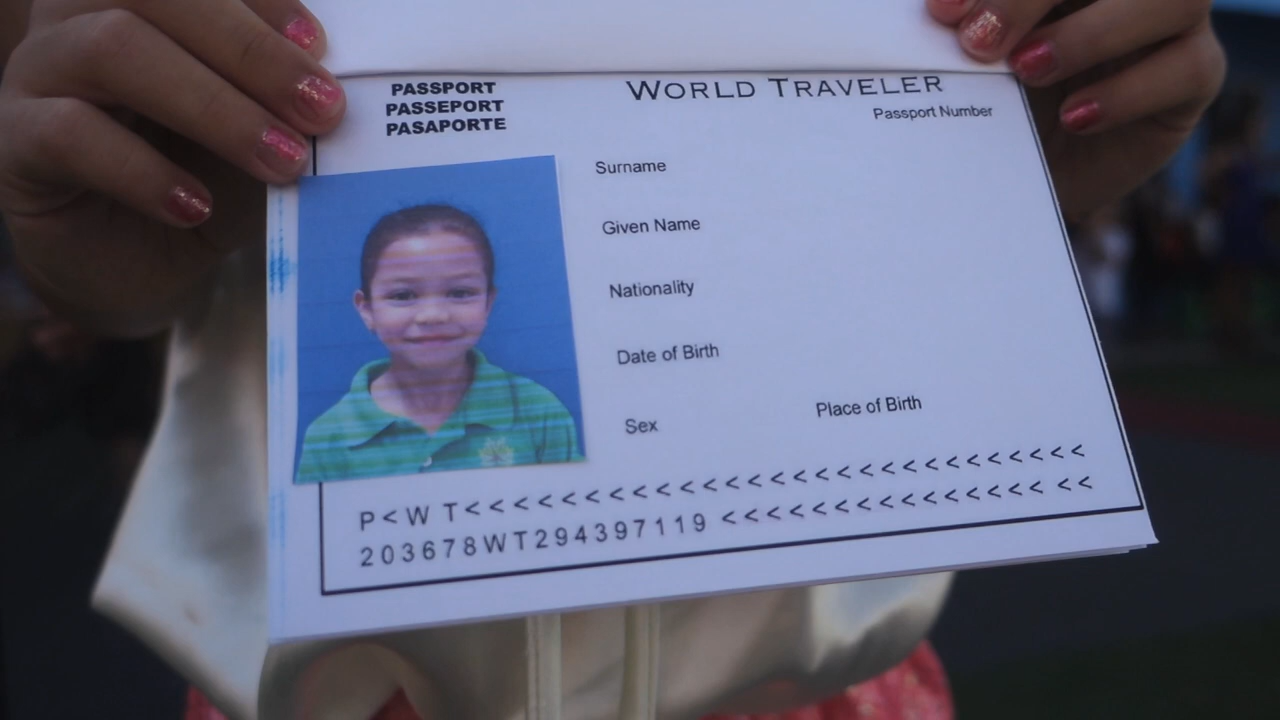 PASSPORT
PASSEPORT
PASAPORTE
WORLD TRAVELER
Passport Number
Surname
Given Name
Nationality
Date of Birth
Sex
Place of Birth
P<W T<<<<<<<<<<<<<<<<<<<<<<<<<<
203678WT294397119 <<<<<<<<<<<<<<<<